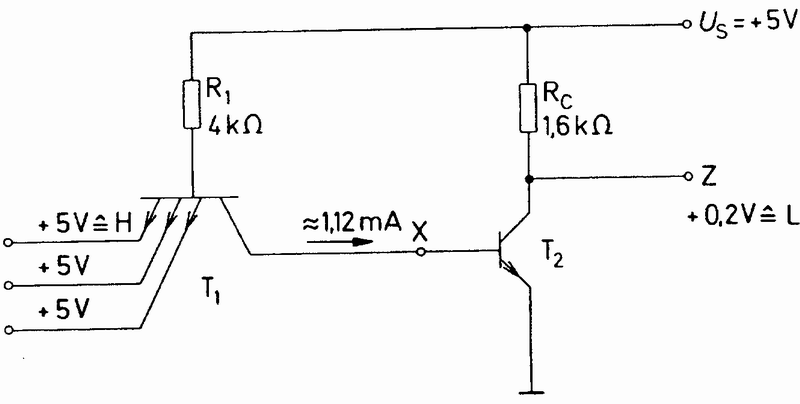 U_S = +5V
R_1
4kΩ
R_C
1,6kΩ
Z
+0,2V≙L
+5V≙H
+5V
+5V
≈1,12mA
X
T_1
T_2